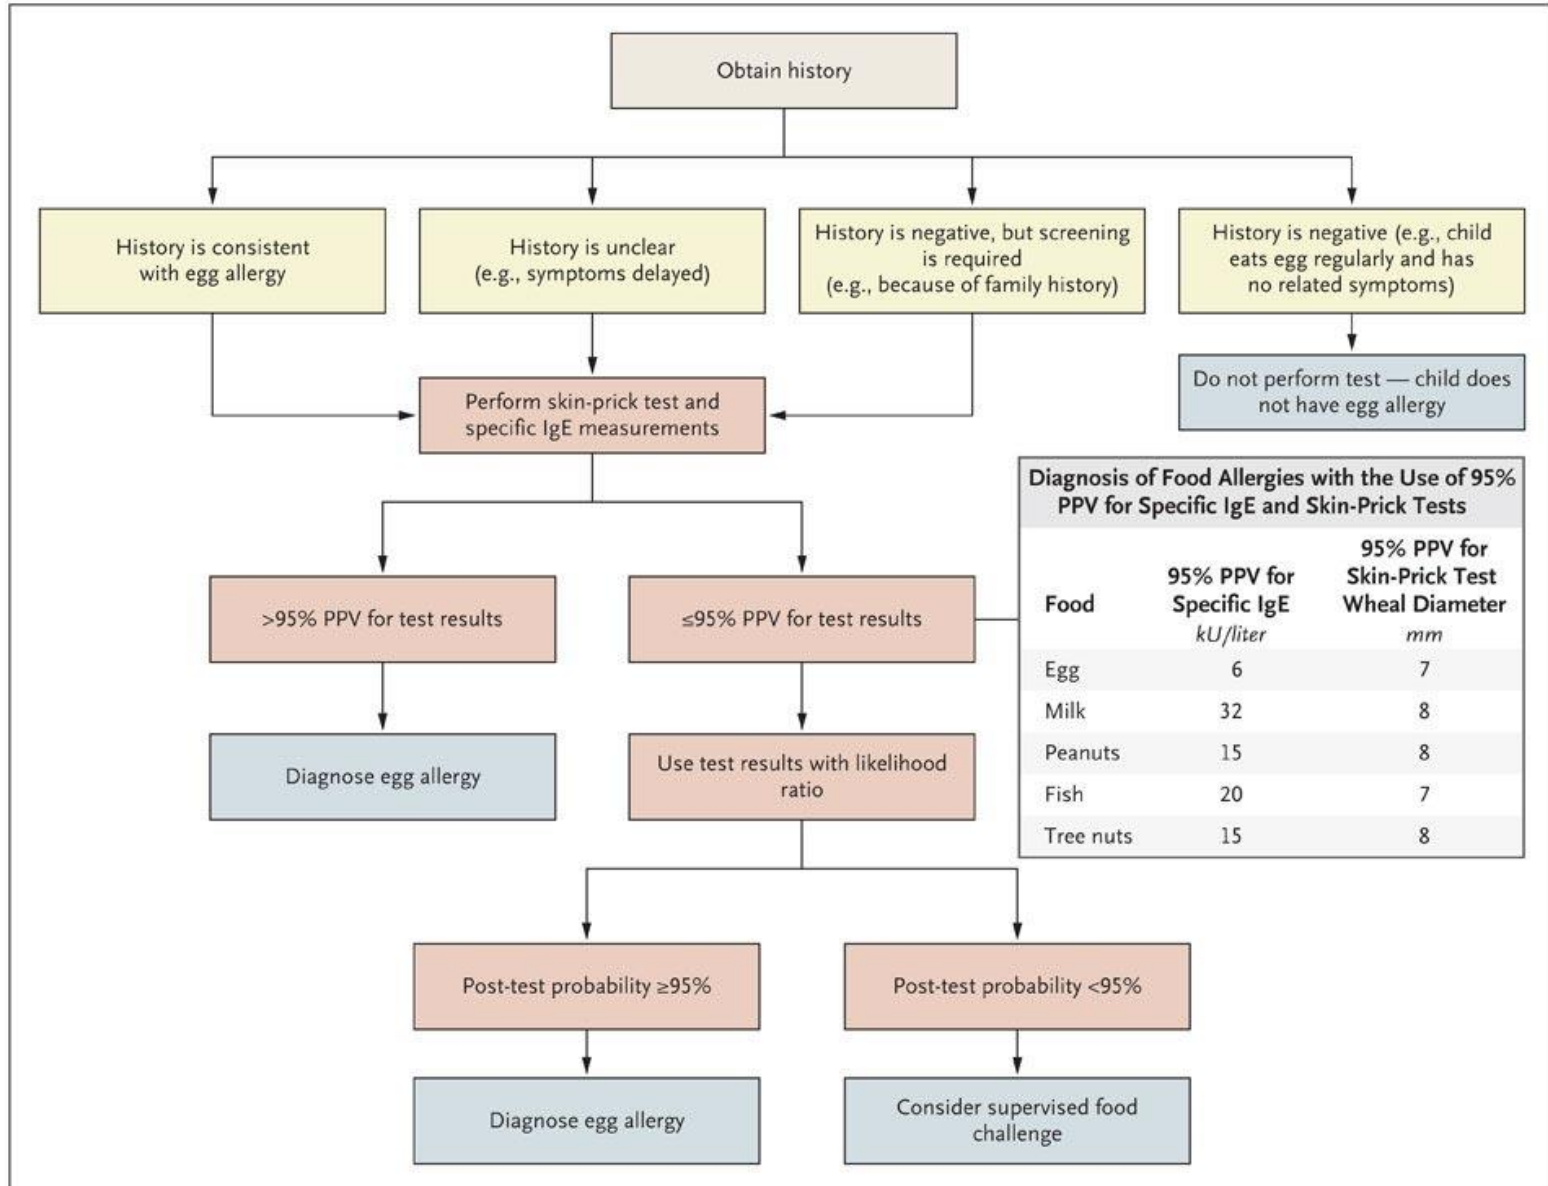 Obtain history
History is consistent
with egg allergy
History is unclear
(e.g., symptoms delayed)
History is negative, but screening
is required
(e.g., because of family history)
History is negative (e.g., child
eats egg regularly and has
no related symptoms)
Do not perform test — child does
not have egg allergy
Perform skin-prick test and
specific IgE measurements
>95% PPV for test results
≤95% PPV for test results
Diagnosis of Food Allergies with the Use of 95%
PPV for Specific IgE and Skin-Prick Tests
Food
95% PPV for
Specific IgE
kU/liter
95% PPV for
Skin-Prick Test
Wheal Diameter
mm
Egg 6 7
Milk 32 8
Peanuts 15 8
Fish 20 7
Tree nuts 15 8
Diagnose egg allergy
Use test results with likelihood
ratio
Post-test probability ≥95%
Post-test probability <95%
Diagnose egg allergy
Consider supervised food
challenge